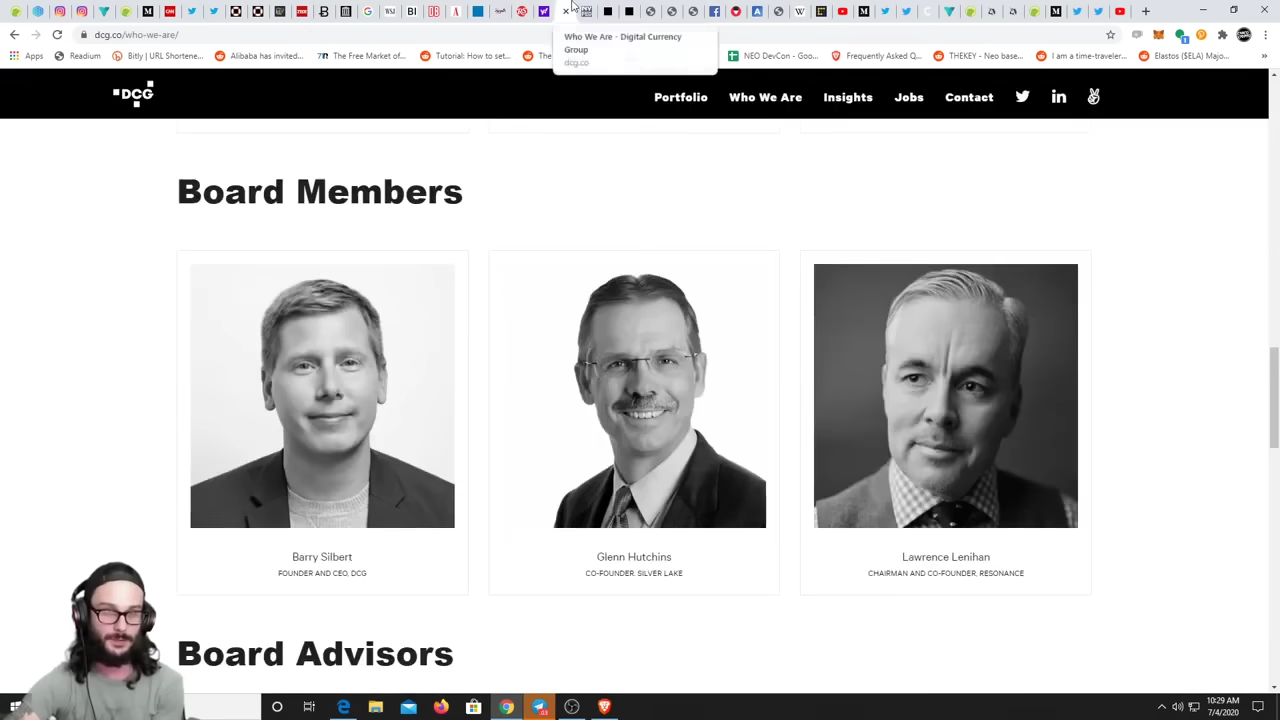 Who We Are - Digital Currency
Group
dcg.co
dcg.co/who-we-are/
Apps
Readium
Bitly | URL Shortene...
Alibaba has invited...
The Free Market of...
Tutorial: How to set...
The
NEO DevCon - Goo...
Frequently Asked Q...
THEKEY - Neo base...
I am a time-traveler...
Elastos ($ELA) Majo...
DCG
Portfolio
Who We Are
Insights
Jobs
Contact
Board Members
Barry Silbert
FOUNDER AND CEO, DCG
Glenn Hutchins
CO-FOUNDER, SILVER LAKE
Lawrence Lenihan
CHAIRMAN AND CO-FOUNDER, RESONANCE
Board Advisors
10:29 AM
7/4/2020